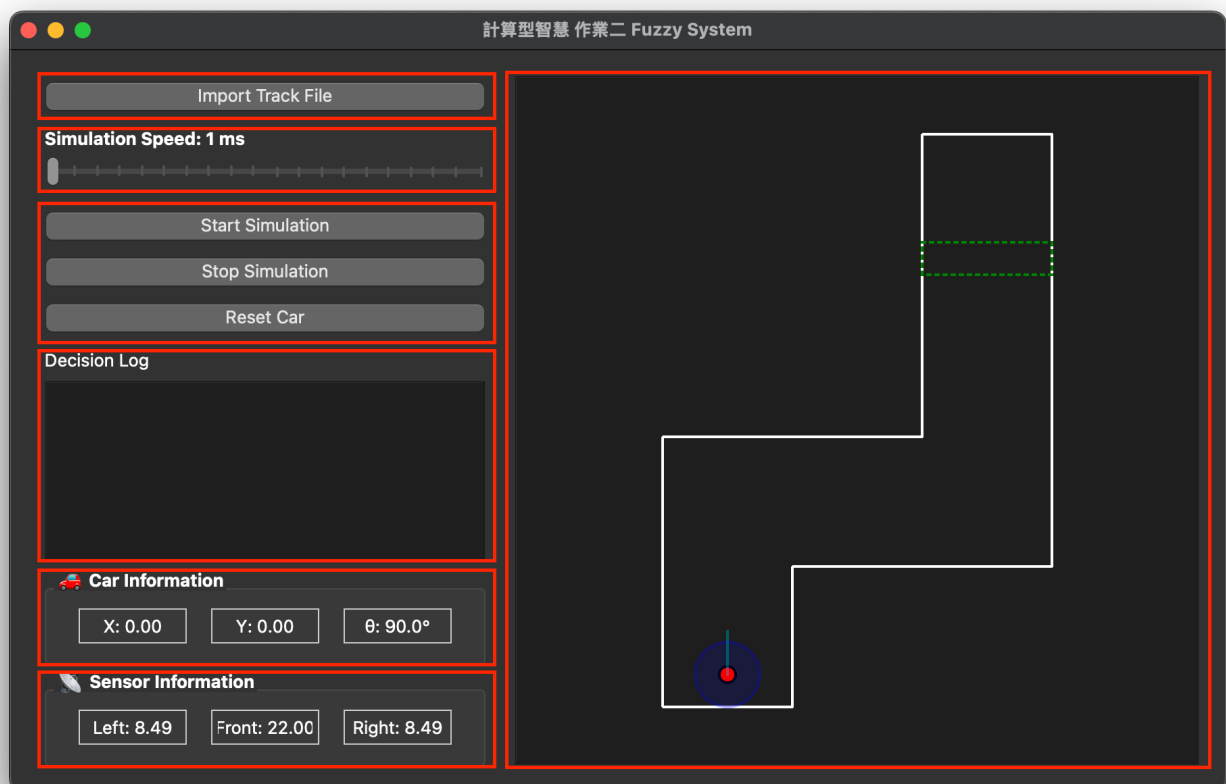 計算型智慧 作業二 Fuzzy System
Import Track File
Simulation Speed: 1 ms
Start Simulation
Stop Simulation
Reset Car
Decision Log
Car Information
X: 0.00
Y: 0.00
θ: 90.0°
Sensor Information
Left: 8.49
Front: 22.00
Right: 8.49